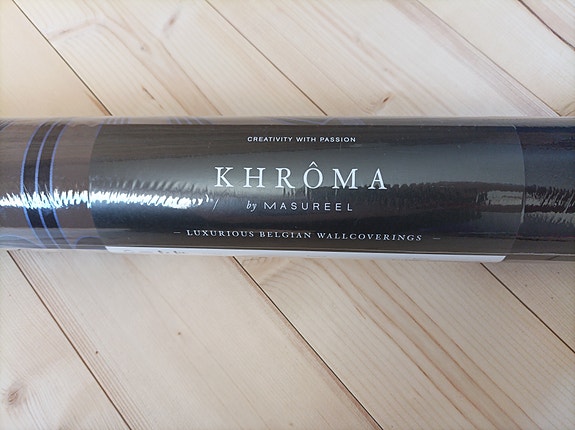 CREATIVITY WITH PASSION
KHRÔMA
by MASUREEL
– LUXURIOUS BELGIAN WALLCOVERINGS –